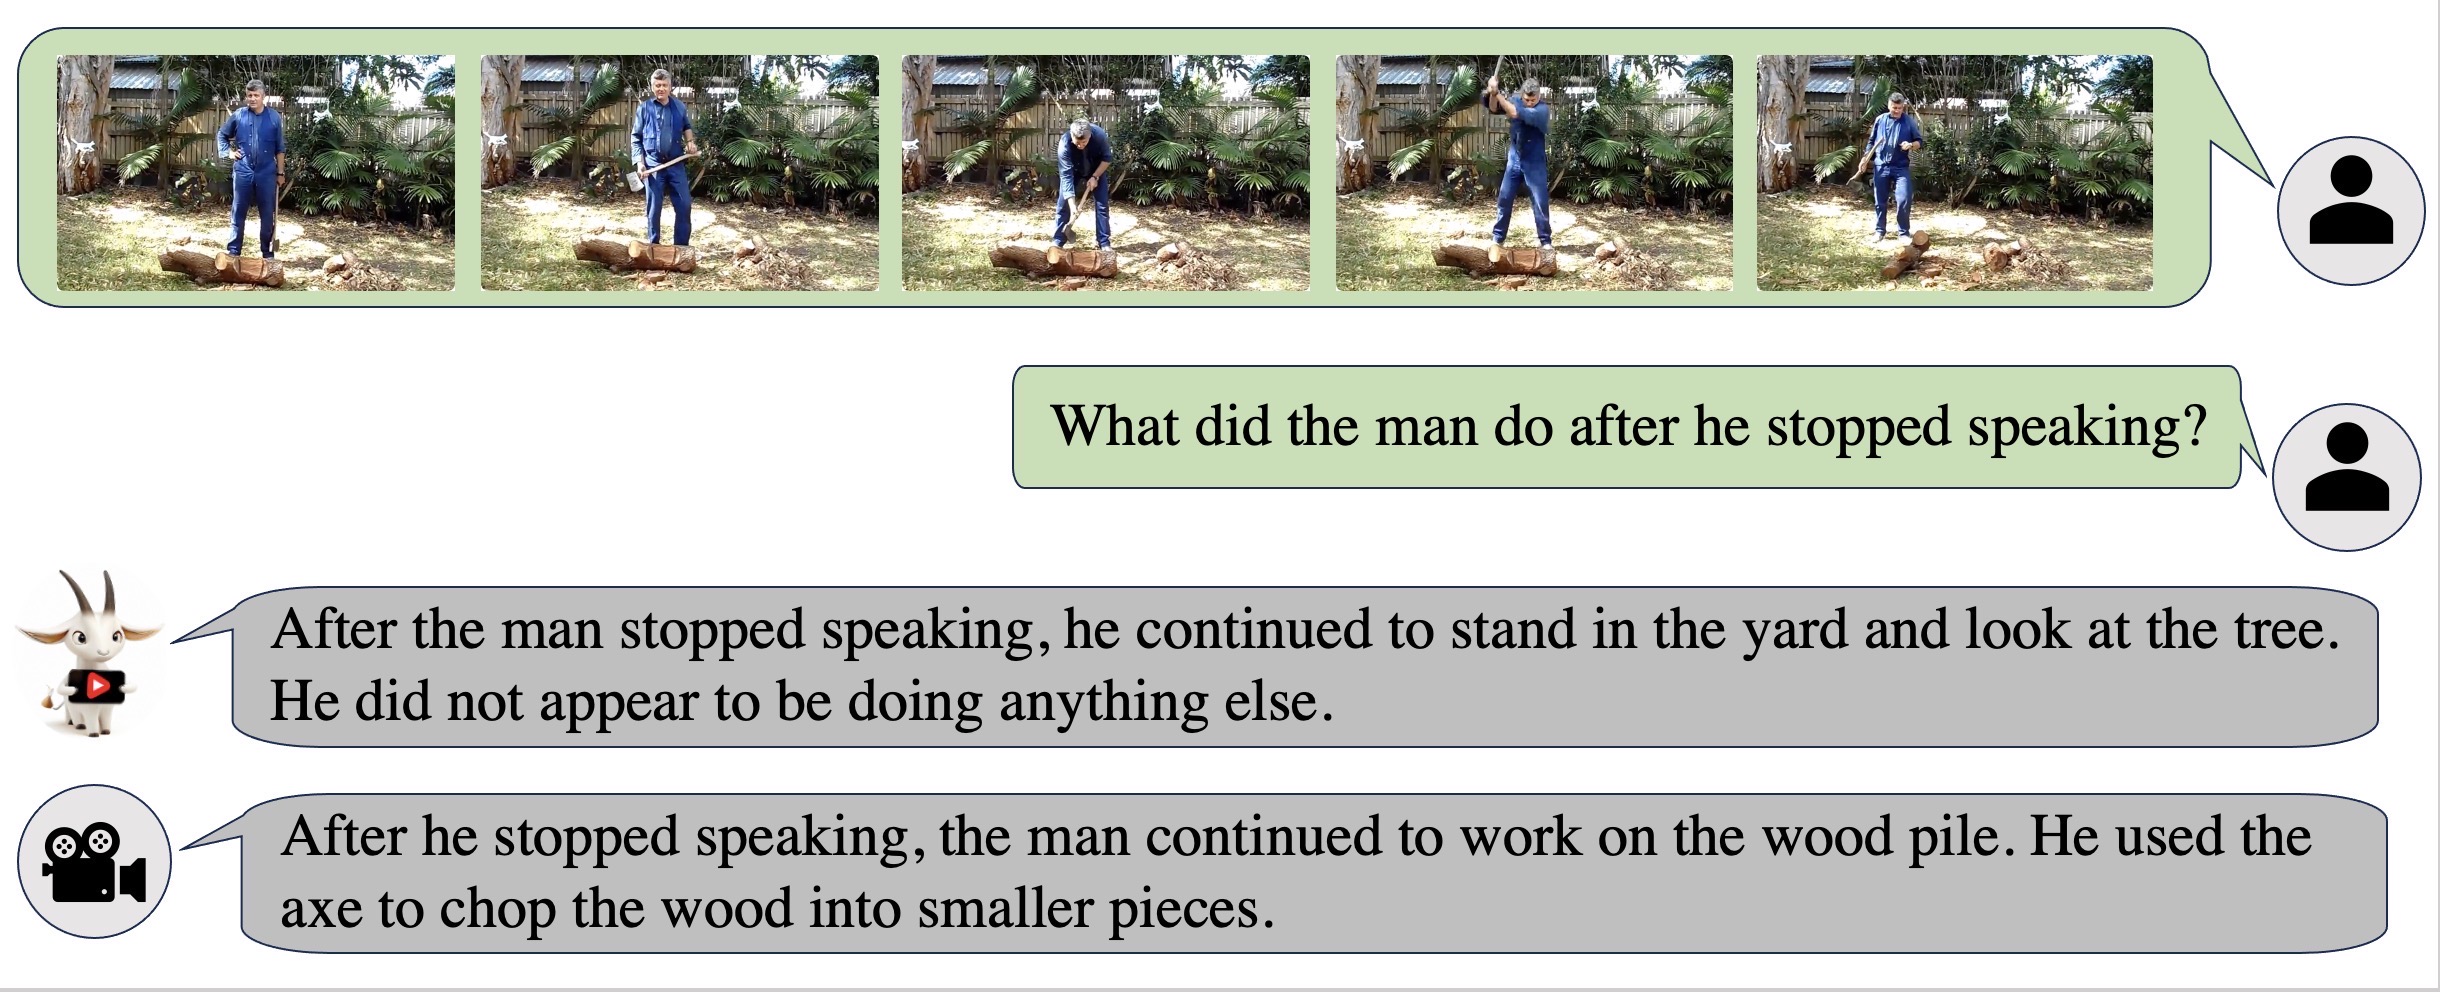 What did the man do after he stopped speaking?
After the man stopped speaking, he continued to stand in the yard and look at the tree.
He did not appear to be doing anything else.
After he stopped speaking, the man continued to work on the wood pile. He used the
axe to chop the wood into smaller pieces.